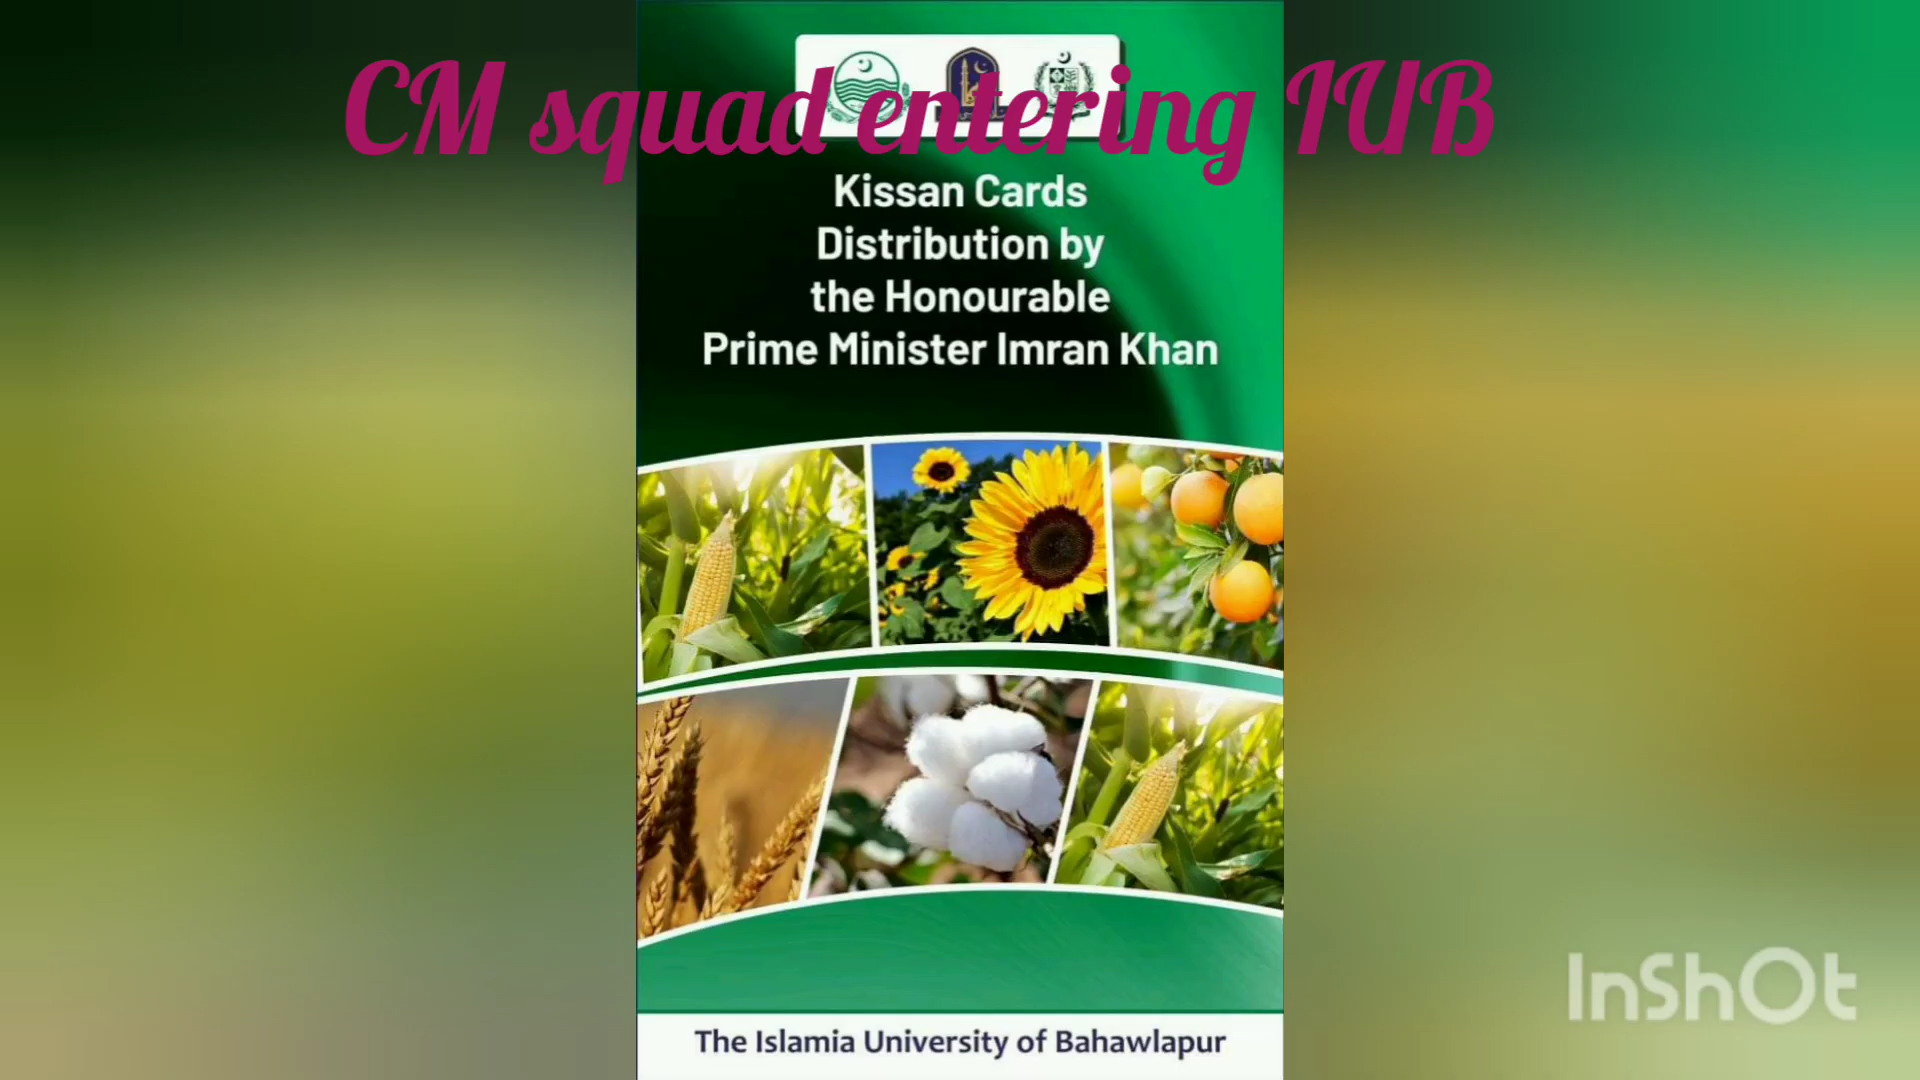 CM squad entering IUB
Kissan Cards
Distribution by
the Honourable
Prime Minister Imran Khan
The Islamia University of Bahawlapur
InShOt